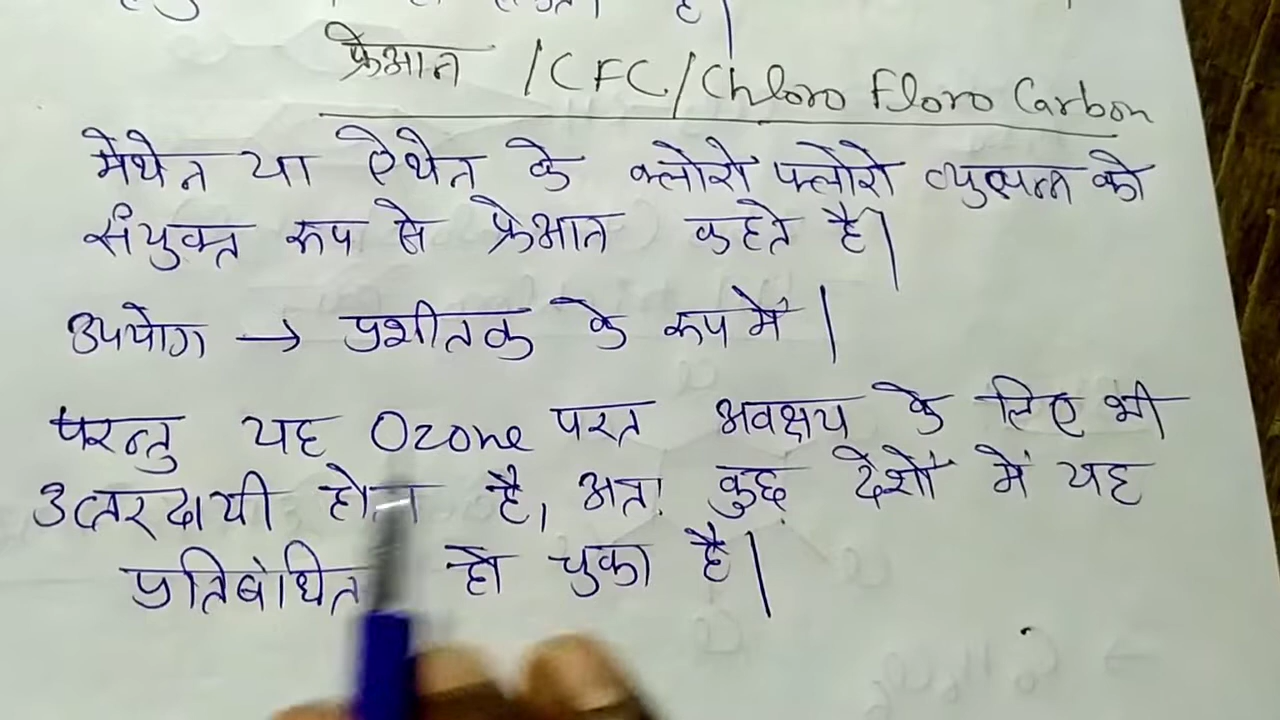 फ्रेआन /CFC/Chloro Floro Carbon
मेथेन या ऐथेन के क्लोरो फ्लोरो व्युत्पन्न को
संयुक्त रूप से फ्रेआन कहते है|
उपयोग → प्रशीतक के रूप में |
परन्तु यह Ozone परत अवक्षय के लिए भी
उत्तरदायी होता है, अतः कुछ देशों में यह
प्रतिबंधित हो चुका है|